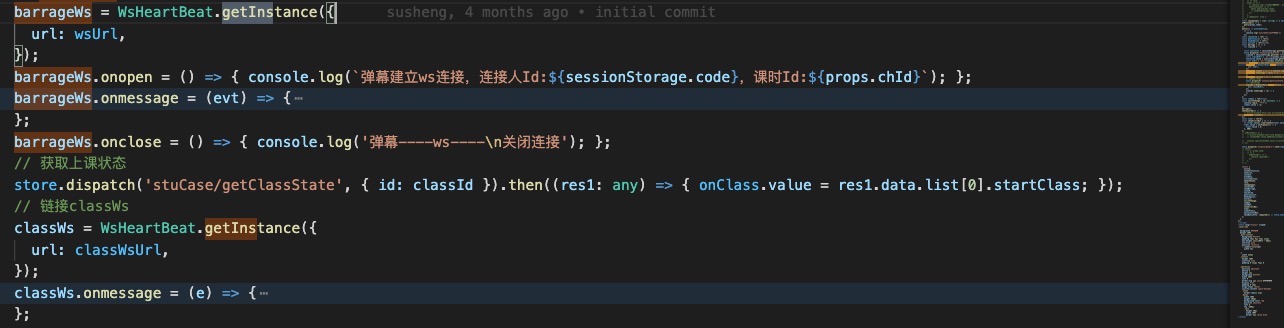 barrageWs = WsHeartBeat.getInstance({ susheng, 4 months ago • initial commit
url: wsUrl,
});
barrageWs.onopen = () => { console.log(`弹幕建立ws连接，连接人Id:${sessionStorage.code}，课时Id:${props.chId}`); };
barrageWs.onmessage = (evt) => {⋯
};
barrageWs.onclose = () => { console.log('弹幕----ws----\n关闭连接'); };
// 获取上课状态
store.dispatch('stuCase/getClassState', { id: classId }).then((res1: any) => { onClass.value = res1.data.list[0].startClass; });
// 链接classWs
classWs = WsHeartBeat.getInstance({
url: classWsUrl,
});
classWs.onmessage = (e) => {⋯
};